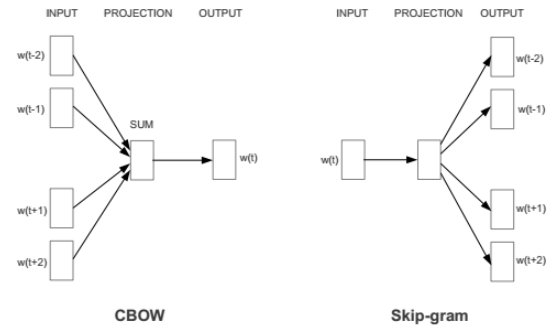 INPUT PROJECTION OUTPUT
w(t-2)
w(t-1)
SUM
w(t)
w(t+1)
w(t+2)
CBOW
INPUT PROJECTION OUTPUT
w(t-2)
w(t-1)
w(t)
w(t+1)
w(t+2)
Skip-gram